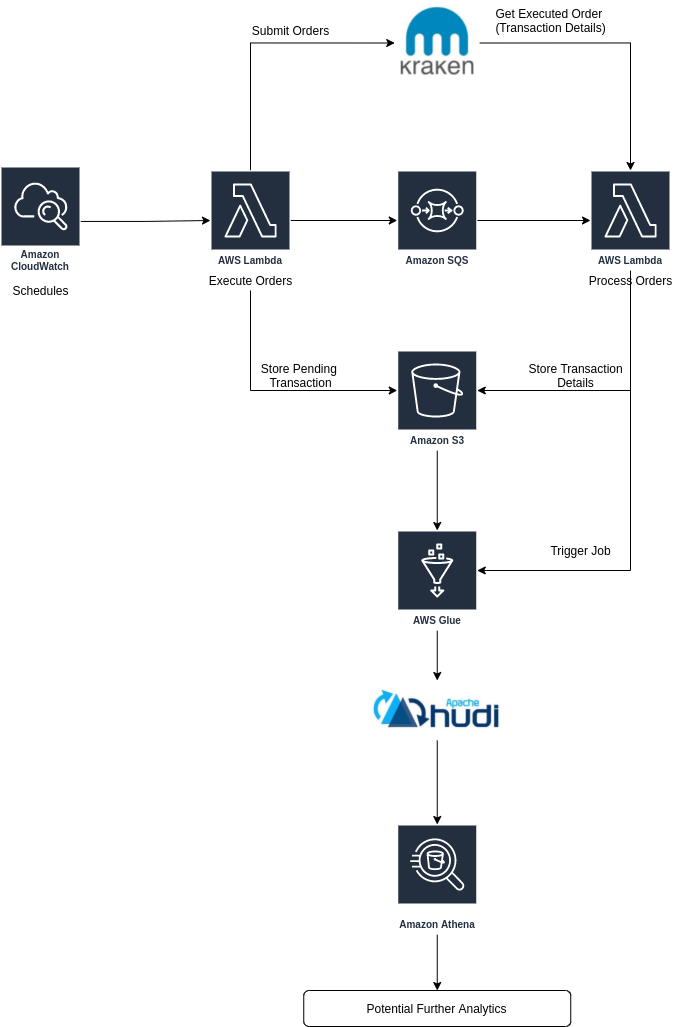 Submit Orders
Get Executed Order
(Transaction Details)
kraken
Amazon
CloudWatch
Schedules
AWS Lambda
Execute Orders
Amazon SQS
AWS Lambda
Process Orders
Store Pending
Transaction
Store Transaction
Details
Amazon S3
Trigger Job
AWS Glue
Apache
hudi
Amazon Athena
Potential Further Analytics